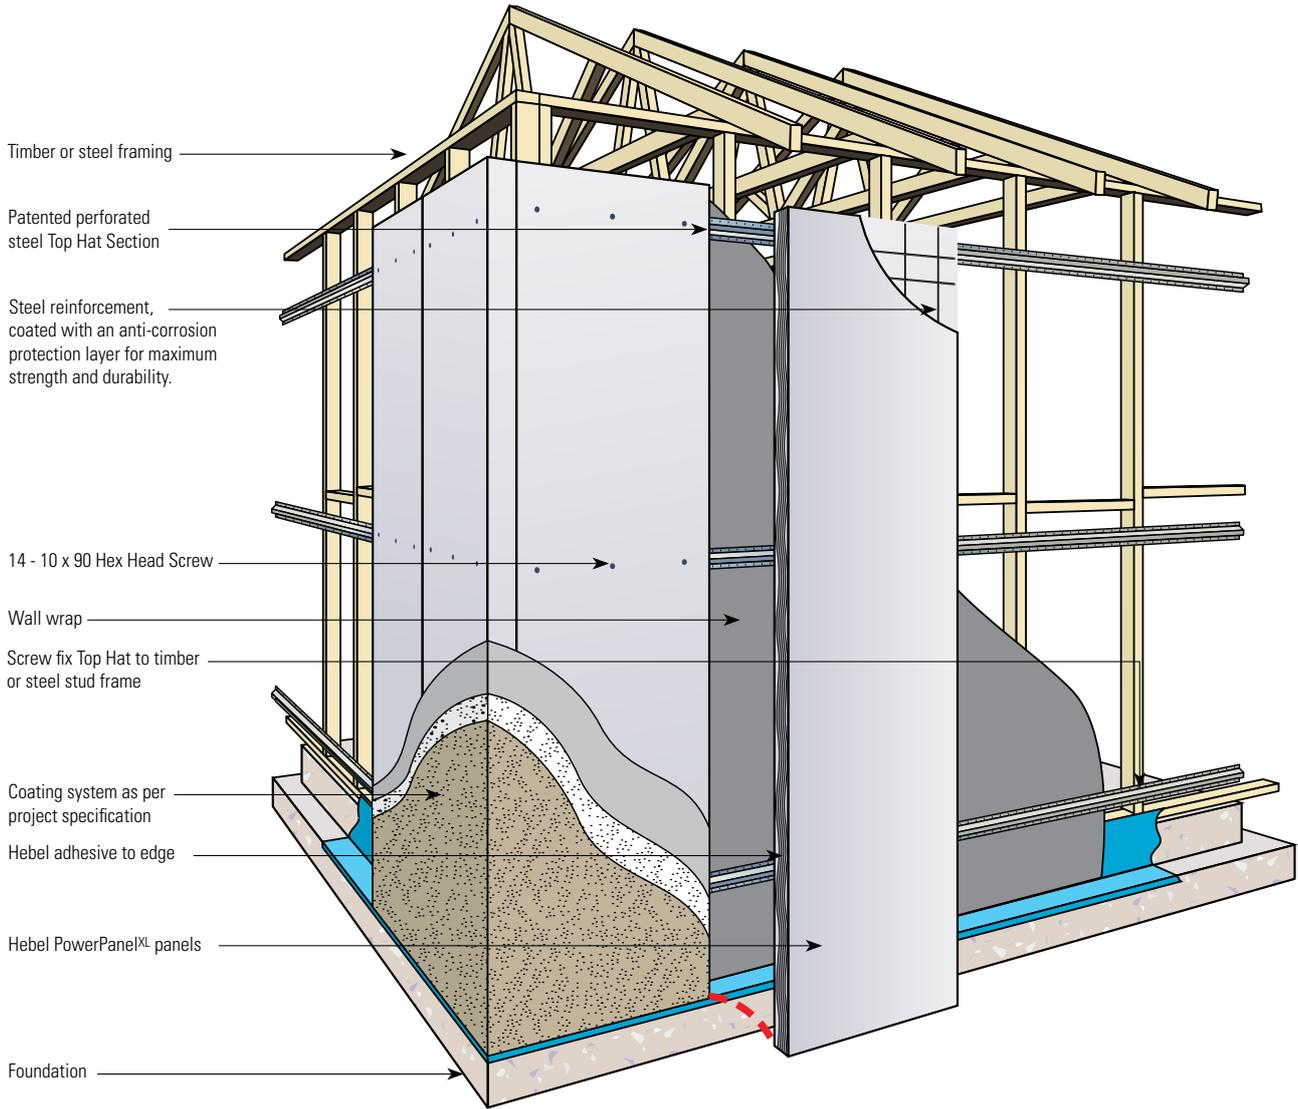 Timber or steel framing
Patented perforated
steel Top Hat Section
Steel reinforcement,
coated with an anti-corrosion
protection layer for maximum
strength and durability.
14 - 10 x 90 Hex Head Screw
Wall wrap
Screw fix Top Hat to timber
or steel stud frame
Coating system as per
project specification
Hebel adhesive to edge
Hebel PowerPanelXL panels
Foundation